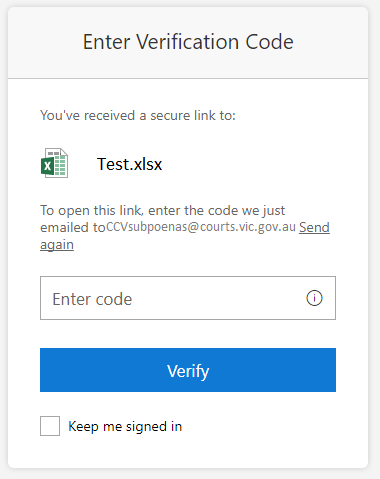 Enter Verification Code
You've received a secure link to:
Test.xlsx
To open this link, enter the code we just
emailed toCCVsubpoenas@courts.vic.gov.au Send
again
Enter code
Verify
Keep me signed in